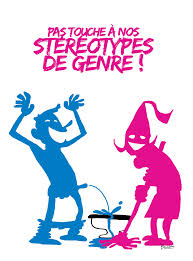 PAS TOUCHE À NOS
STÉRÉOTYPES
DE GENRE !